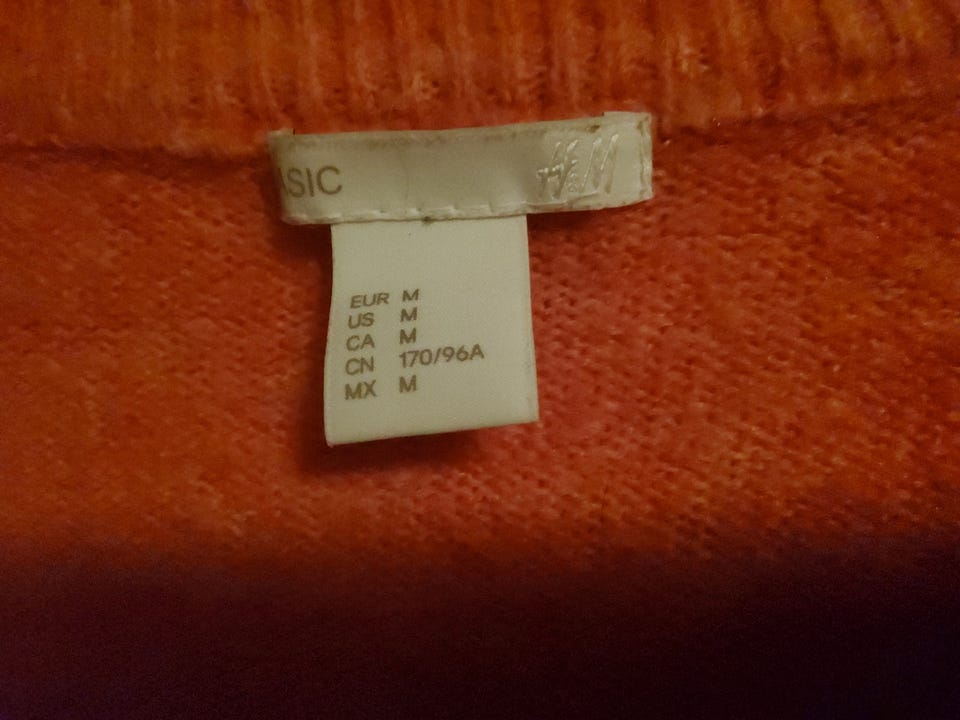 ASIC H&M
EUR M
US M
CA M
CN 170/96A
MX M